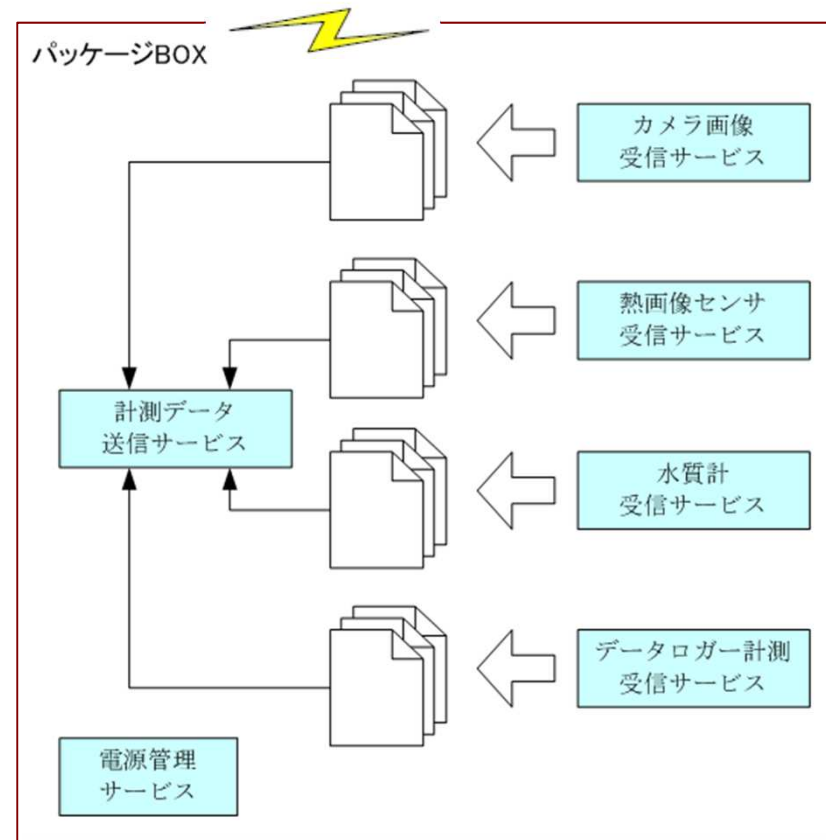 パッケージBOX
カメラ画像
受信サービス
熱画像センサ
受信サービス
計測データ
送信サービス
水質計
受信サービス
データロガー計測
受信サービス
電源管理
サービス